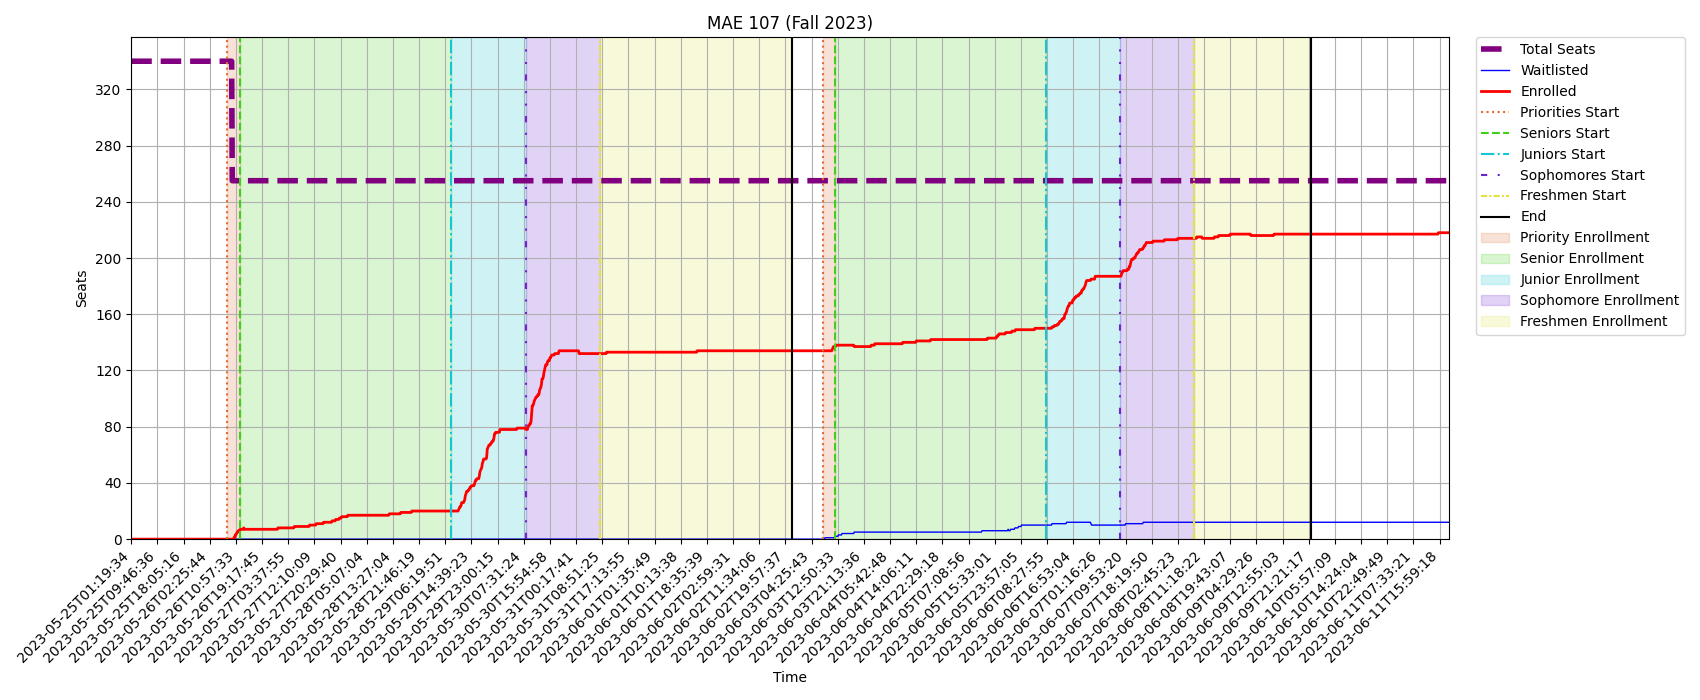 MAE 107 (Fall 2023)
Total Seats
Waitlisted
Enrolled
Priorities Start
Seniors Start
Juniors Start
Sophomores Start
Freshmen Start
End
Priority Enrollment
Senior Enrollment
Junior Enrollment
Sophomore Enrollment
Freshmen Enrollment
Seats
320
280
240
200
160
120
80
40
0
2023-05-25T01:19:34
2023-05-25T09:46:36
2023-05-25T18:05:16
2023-05-26T02:25:44
2023-05-26T10:57:33
2023-05-26T19:17:45
2023-05-27T03:37:55
2023-05-27T12:10:09
2023-05-27T20:29:40
2023-05-28T05:07:04
2023-05-28T13:27:04
2023-05-28T21:46:19
2023-05-29T06:19:51
2023-05-29T14:39:23
2023-05-29T23:00:15
2023-05-30T07:31:24
2023-05-30T15:54:58
2023-05-31T00:17:41
2023-05-31T08:51:25
2023-05-31T17:13:55
2023-06-01T01:35:49
2023-06-01T10:13:38
2023-06-01T18:35:39
2023-06-02T02:59:31
2023-06-02T11:34:06
2023-06-02T19:57:37
2023-06-03T04:25:43
2023-06-03T12:50:33
2023-06-03T21:13:36
2023-06-04T05:42:48
2023-06-04T14:06:11
2023-06-04T22:29:18
2023-06-05T07:08:56
2023-06-05T15:33:01
2023-06-05T23:57:05
2023-06-06T08:27:55
2023-06-06T16:53:04
2023-06-07T01:16:26
2023-06-07T09:53:20
2023-06-07T18:19:50
2023-06-08T02:45:23
2023-06-08T11:18:22
2023-06-08T19:43:07
2023-06-09T04:29:26
2023-06-09T12:55:03
2023-06-09T21:21:17
2023-06-10T05:57:09
2023-06-10T14:24:04
2023-06-10T22:49:49
2023-06-11T07:33:21
2023-06-11T15:59:18
Time